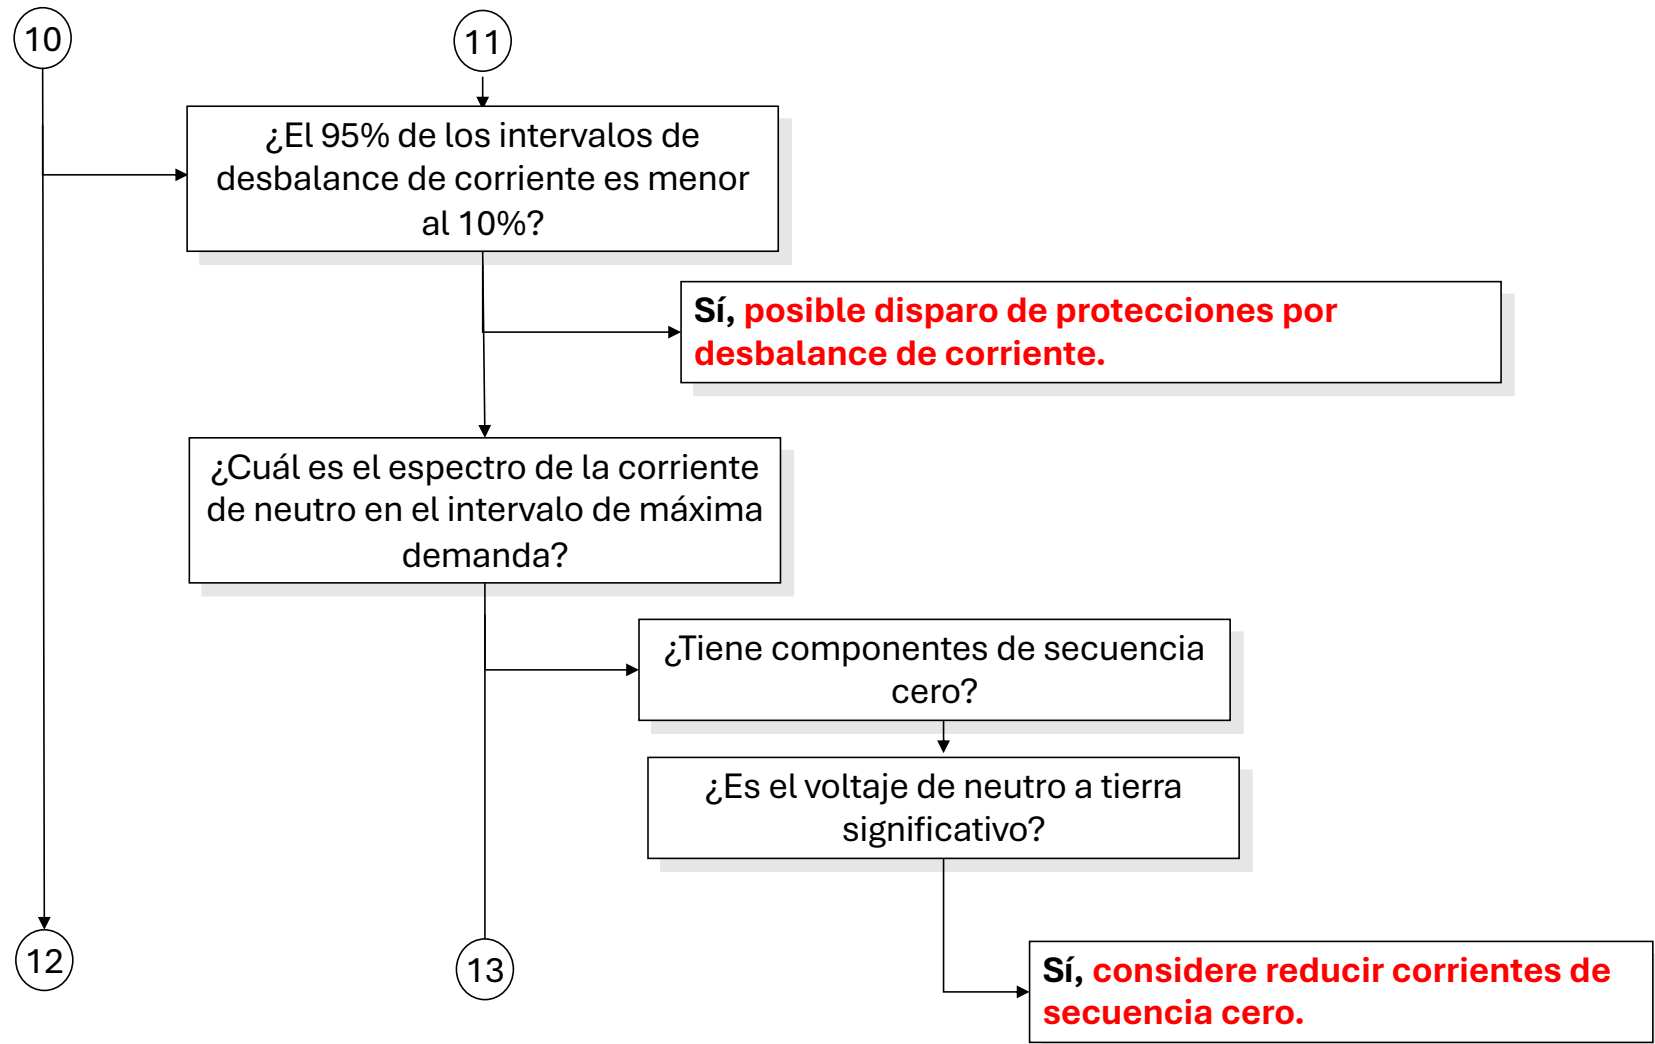 10
11
¿El 95% de los intervalos de
desbalance de corriente es menor
al 10%?
Sí, posible disparo de protecciones por
desbalance de corriente.
¿Cuál es el espectro de la corriente
de neutro en el intervalo de máxima
demanda?
¿Tiene componentes de secuencia
cero?
¿Es el voltaje de neutro a tierra
significativo?
12
13
Sí, considere reducir corrientes de
secuencia cero.